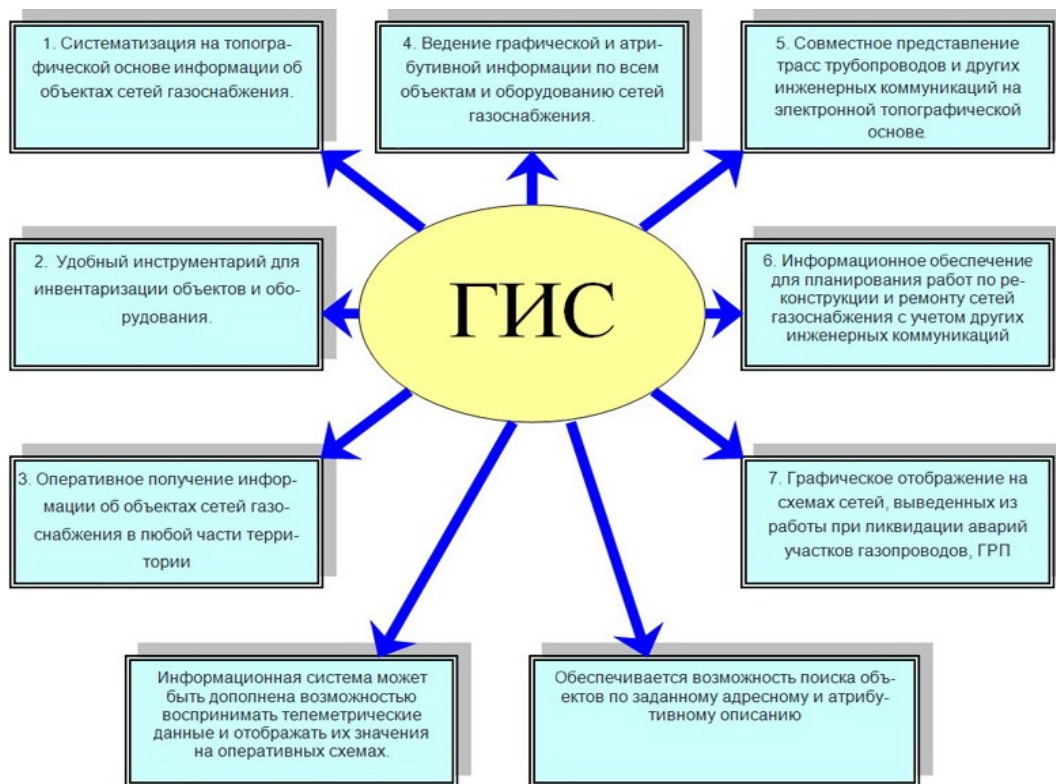 1. Систематизация на топогра-
фической основе информации об
объектах сетей газоснабжения.
4. Ведение графической и атри-
бутивной информации по всем
объектам и оборудованию сетей
газоснабжения.
5. Совместное представление
трасс трубопроводов и других
инженерных коммуникаций на
электронной топографической
основе.
ГИС
2. Удобный инструментарий для
инвентаризации объектов и обо-
рудования.
6. Информационное обеспечение
для планирования работ по ре-
конструкции и ремонту сетей
газоснабжения с учетом других
инженерных коммуникаций
3. Оперативное получение инфор-
мации об объектах сетей газо-
снабжения в любой части терри-
тории
7. Графическое отображение на
схемах сетей, выведенных из
работы при ликвидации аварий
участков газопроводов, ГРП
Информационная система может
быть дополнена возможностью
воспринимать телеметрические
данные и отображать их значения
на оперативных схемах.
Обеспечивается возможность поиска объ-
ектов по заданному адресному и атрибу-
тивному описанию